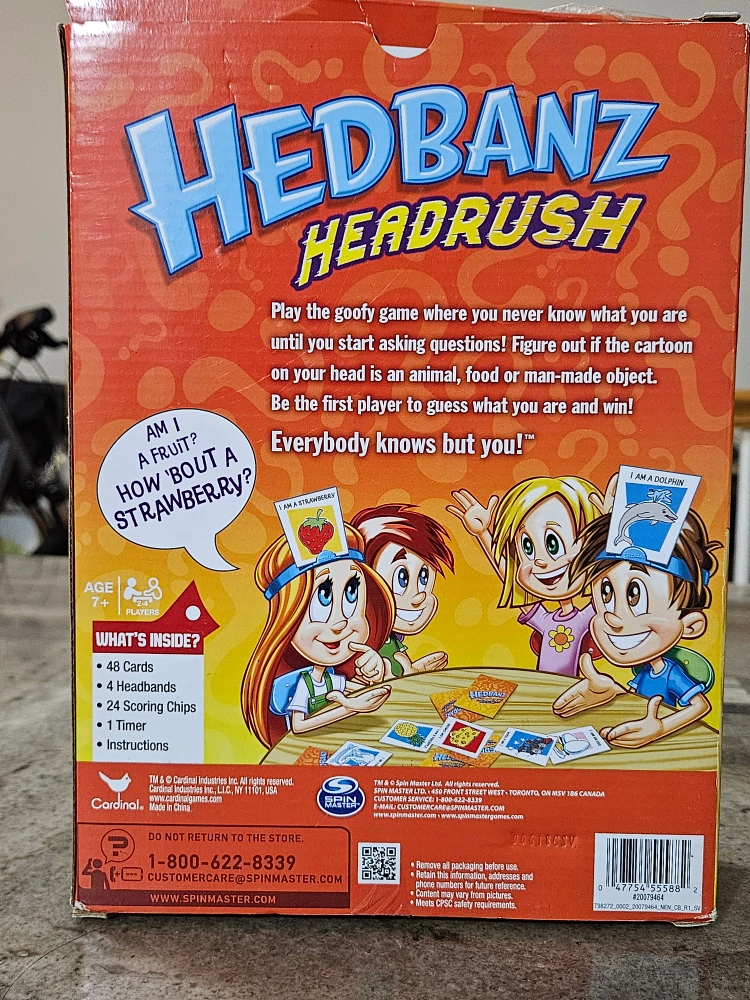 HEDBANZ
HEADRUSH
Play the goofy game where you never know what you are
until you start asking questions! Figure out if the cartoon
on your head is an animal, food or man-made object.
Be the first player to guess what you are and win!
Everybody knows but you!™
AM I
A FRUIT?
HOW 'BOUT A
STRAWBERRY?
I AM A STRAWBERRY
I AM A DOLPHIN
AGE
7+
2-4
PLAYERS
WHAT'S INSIDE?
• 48 Cards
• 4 Headbands
• 24 Scoring Chips
• 1 Timer
• Instructions
HEDBANZ
Cardinal®
TM & © Cardinal Industries Inc. All rights reserved.
Cardinal Industries Inc., L.I.C., NY 11101, USA
www.cardinalgames.com
Made in China.
SPIN
MASTER™
TM & © Spin Master Ltd. All rights reserved.
SPIN MASTER LTD. • 450 FRONT STREET WEST • TORONTO, ON M5V 1B6 CANADA
CUSTOMER SERVICE: 1-800-622-8339
E-MAIL: CUSTOMERCARE@SPINMASTER.COM
www.spinmaster.com • www.spinmastergames.com
DO NOT RETURN TO THE STORE.
1-800-622-8339
CUSTOMERCARE@SPINMASTER.COM
WWW.SPINMASTER.COM
• Remove all packaging before use.
• Retain this information, addresses and
phone numbers for future reference.
• Content may vary from pictures.
• Meets CPSC safety requirements.
0 47754 55588 2
#20079464
798272_0002_20079464_NEN_CB_R1_SV